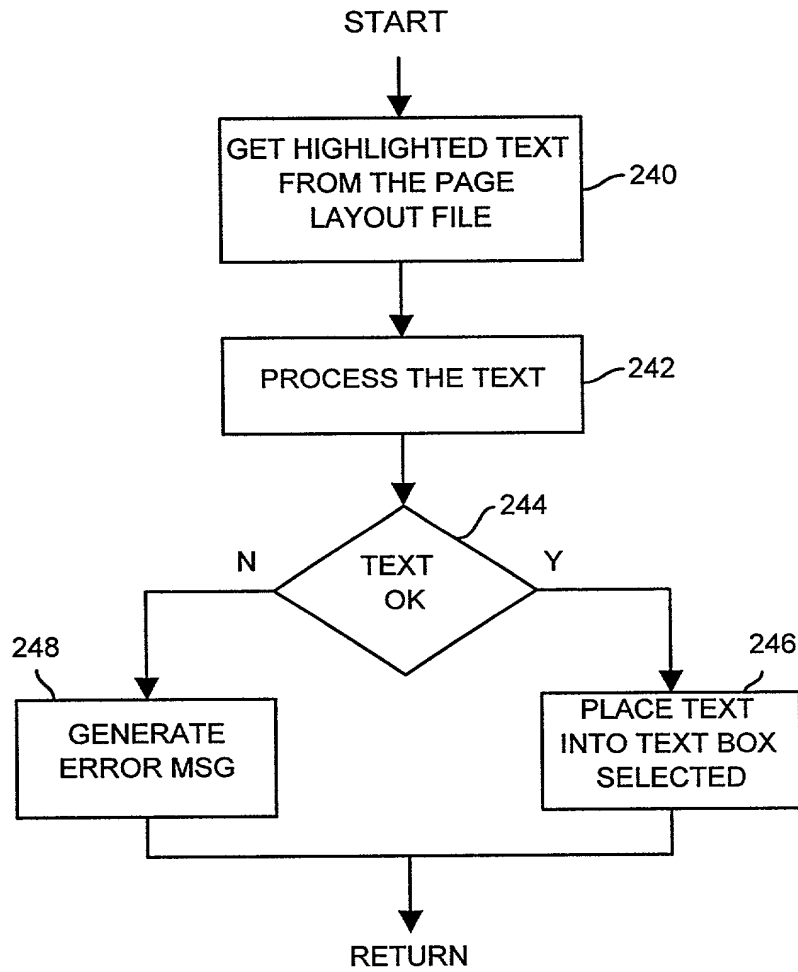 START
GET HIGHLIGHTED TEXT
FROM THE PAGE
LAYOUT FILE
240
PROCESS THE TEXT
242
244
N
TEXT
OK
Y
248
GENERATE
ERROR MSG
246
PLACE TEXT
INTO TEXT BOX
SELECTED
RETURN